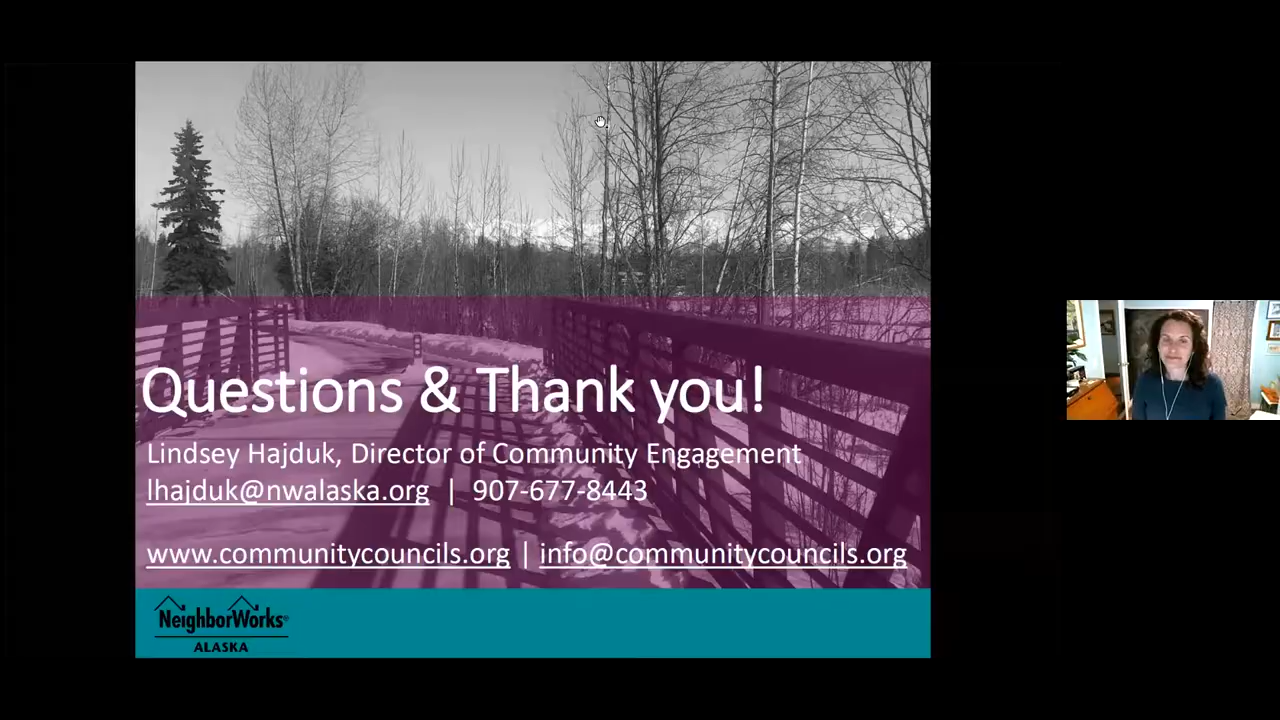 Questions & Thank you!
Lindsey Hajduk, Director of Community Engagement
lhajduk@nwalaska.org | 907-677-8443
www.communitycouncils.org | info@communitycouncils.org
NeighborWorks®
ALASKA